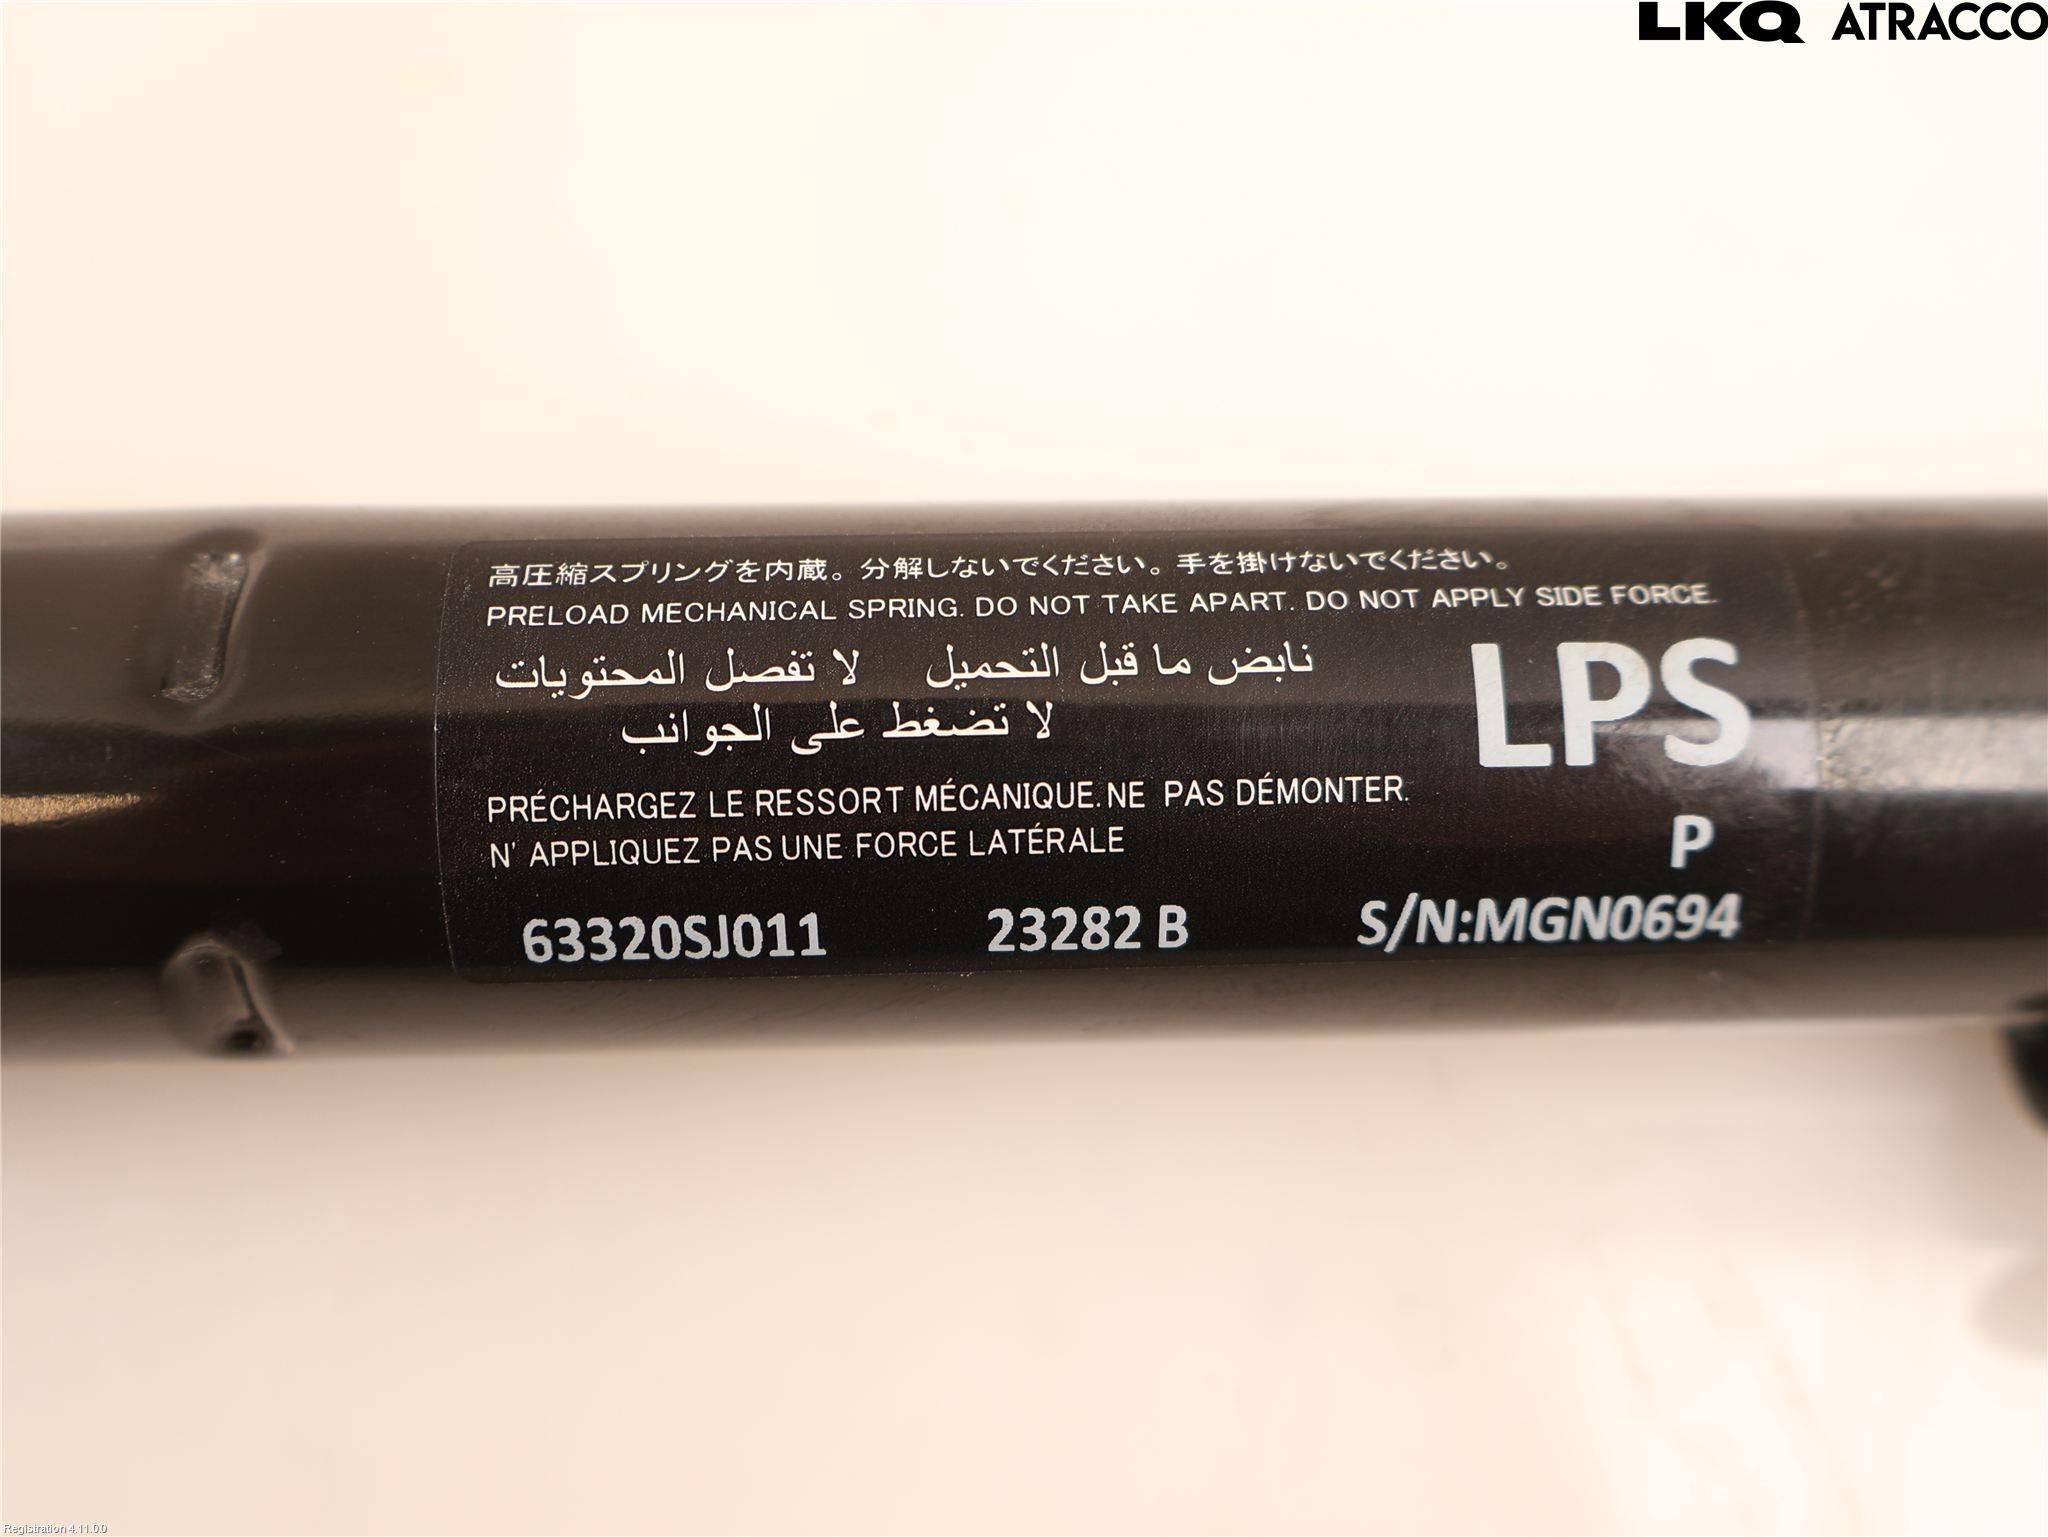 LKQ ATRACCO
高圧縮スプリングを内蔵。分解しないでください。手を掛けないでください。
PRELOAD MECHANICAL SPRING. DO NOT TAKE APART. DO NOT APPLY SIDE FORCE.
نابض ما قبل التحميل لا تفصل المحتويات
لا تضغط على الجوانب
LPS
PRÉCHARGEZ LE RESSORT MÉCANIQUE. NE PAS DÉMONTER.
N' APPLIQUEZ PAS UNE FORCE LATÉRALE
P
63320SJ011 23282 B S/N:MGN0694
Registration 4.11.0.0